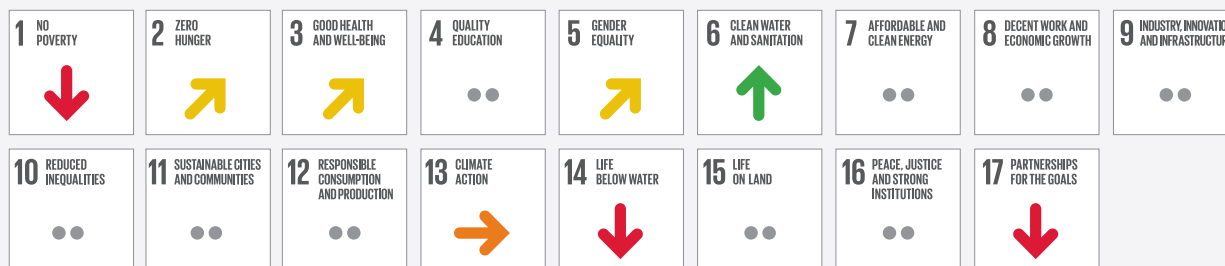 1 NO
POVERTY
2 ZERO
HUNGER
3 GOOD HEALTH
AND WELL-BEING
4 QUALITY
EDUCATION
5 GENDER
EQUALITY
6 CLEAN WATER
AND SANITATION
7 AFFORDABLE AND
CLEAN ENERGY
8 DECENT WORK AND
ECONOMIC GROWTH
9 INDUSTRY, INNOVATIO
AND INFRASTRUCTUR
10 REDUCED
INEQUALITIES
11 SUSTAINABLE CITIES
AND COMMUNITIES
12 RESPONSIBLE
CONSUMPTION
AND PRODUCTION
13 CLIMATE
ACTION
14 LIFE
BELOW WATER
15 LIFE
ON LAND
16 PEACE, JUSTICE
AND STRONG
INSTITUTIONS
17 PARTNERSHIPS
FOR THE GOALS